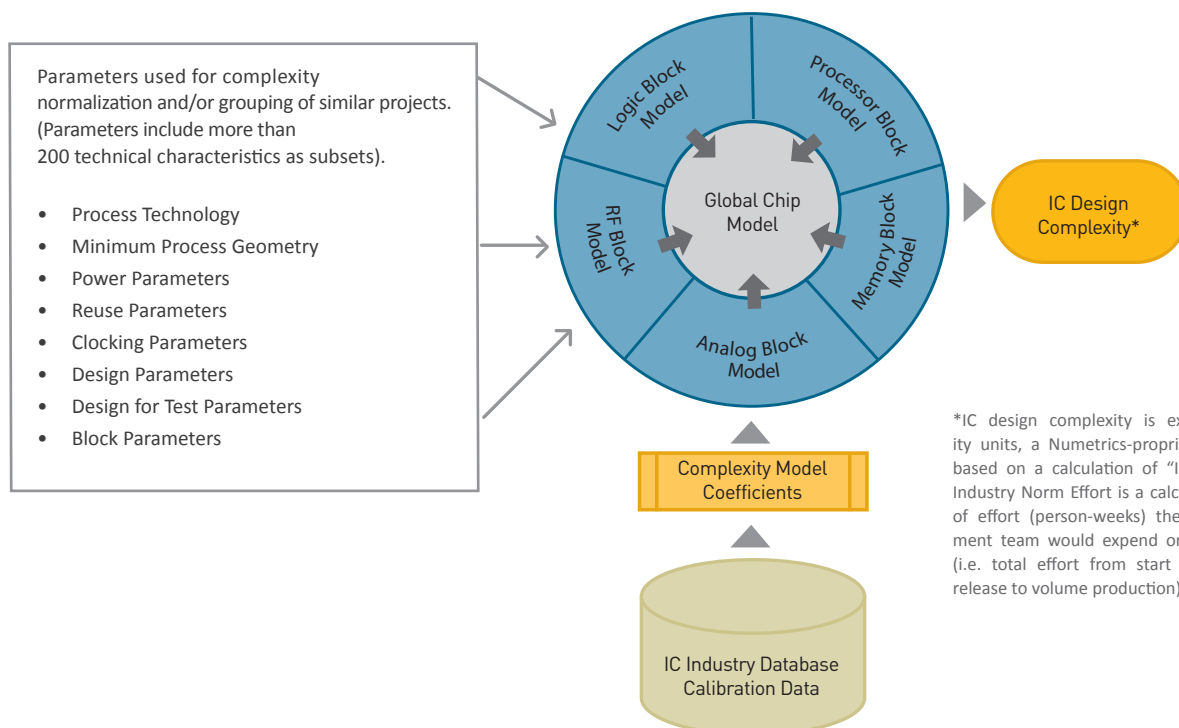 Parameters used for complexity
normalization and/or grouping of similar projects.
(Parameters include more than
200 technical characteristics as subsets).
• Process Technology
• Minimum Process Geometry
• Power Parameters
• Reuse Parameters
• Clocking Parameters
• Design Parameters
• Design for Test Parameters
• Block Parameters
Logic Block
Model
Processor Block
Model
RF Block
Model
Global Chip
Model
Memory Block
Model
Analog Block
Model
IC Design
Complexity*
Complexity Model
Coefficients
IC Industry Database
Calibration Data
*IC design complexity is ex
ity units, a Numetrics-propri
based on a calculation of “I
Industry Norm Effort is a calc
of effort (person-weeks) the
ment team would expend or
(i.e. total effort from start
release to volume production)